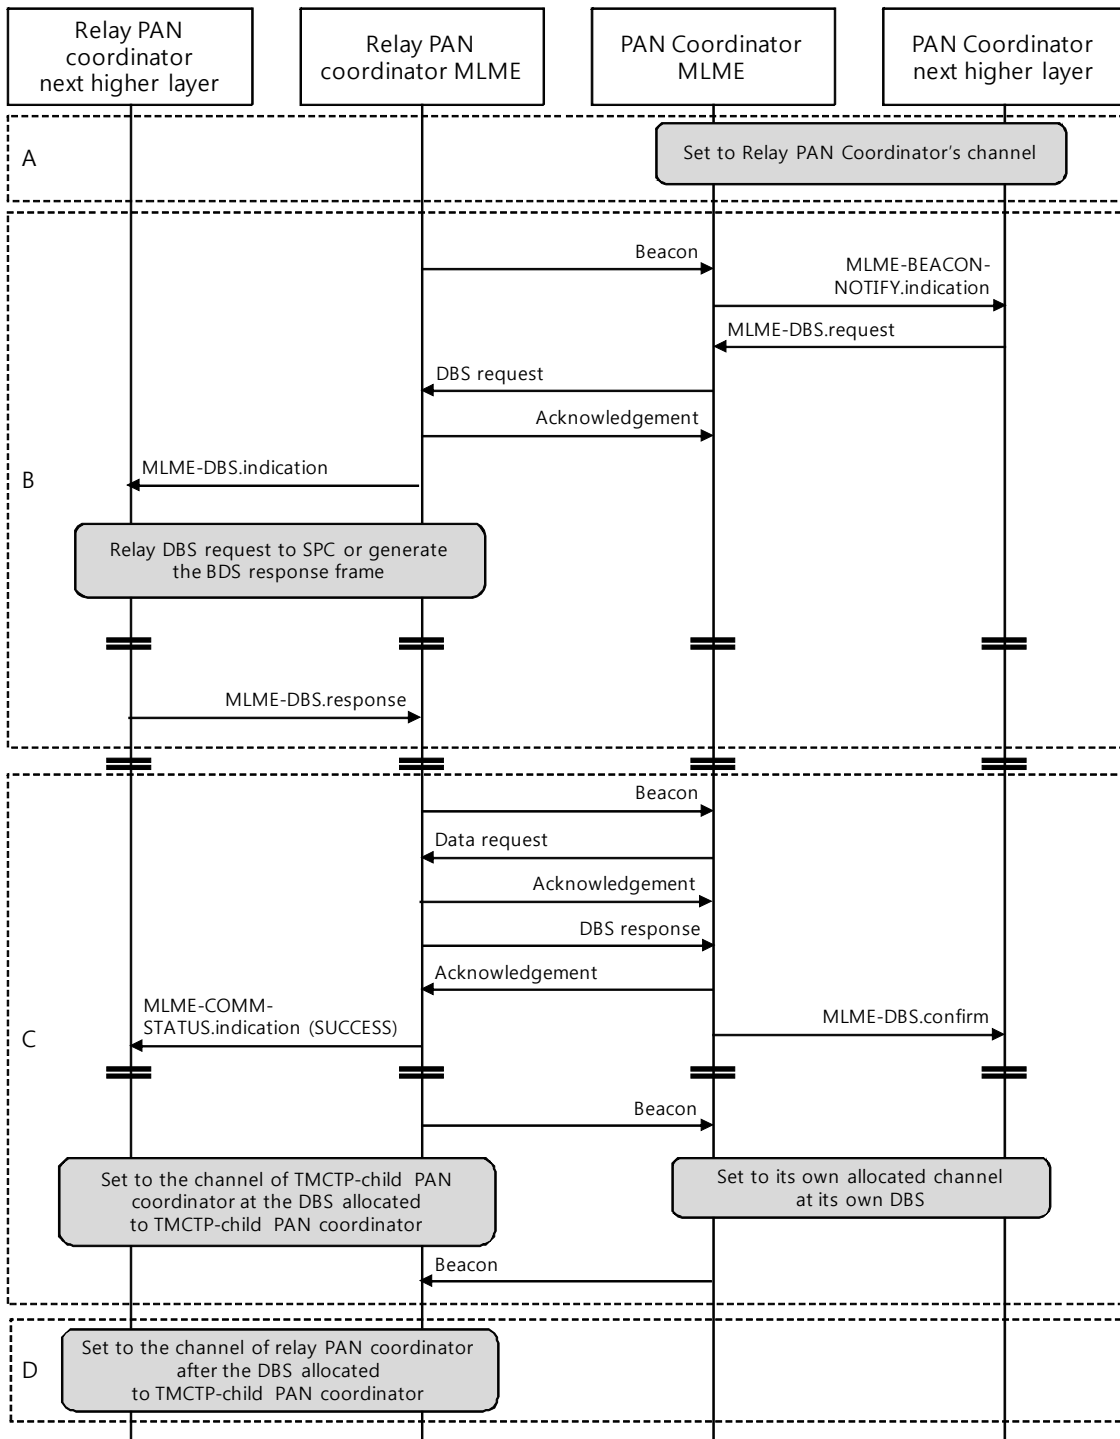 Relay PAN
coordinator
next higher layer
Relay PAN
coordinator MLME
PAN Coordinator
MLME
PAN Coordinator
next higher layer
A
Set to Relay PAN Coordinator's channel
Beacon
MLME-BEACON-
NOTIFY.indication
MLME-DBS.request
DBS request
Acknowledgement
MLME-DBS.indication
B
Relay DBS request to SPC or generate
the BDS response frame
MLME-DBS.response
Beacon
Data request
Acknowledgement
DBS response
Acknowledgement
MLME-COMM-
STATUS.indication (SUCCESS)
MLME-DBS.confirm
C
Beacon
Set to the channel of TMCTP-child PAN
coordinator at the DBS allocated
to TMCTP-child PAN coordinator
Set to its own allocated channel
at its own DBS
Beacon
D
Set to the channel of relay PAN coordinator
after the DBS allocated
to TMCTP-child PAN coordinator